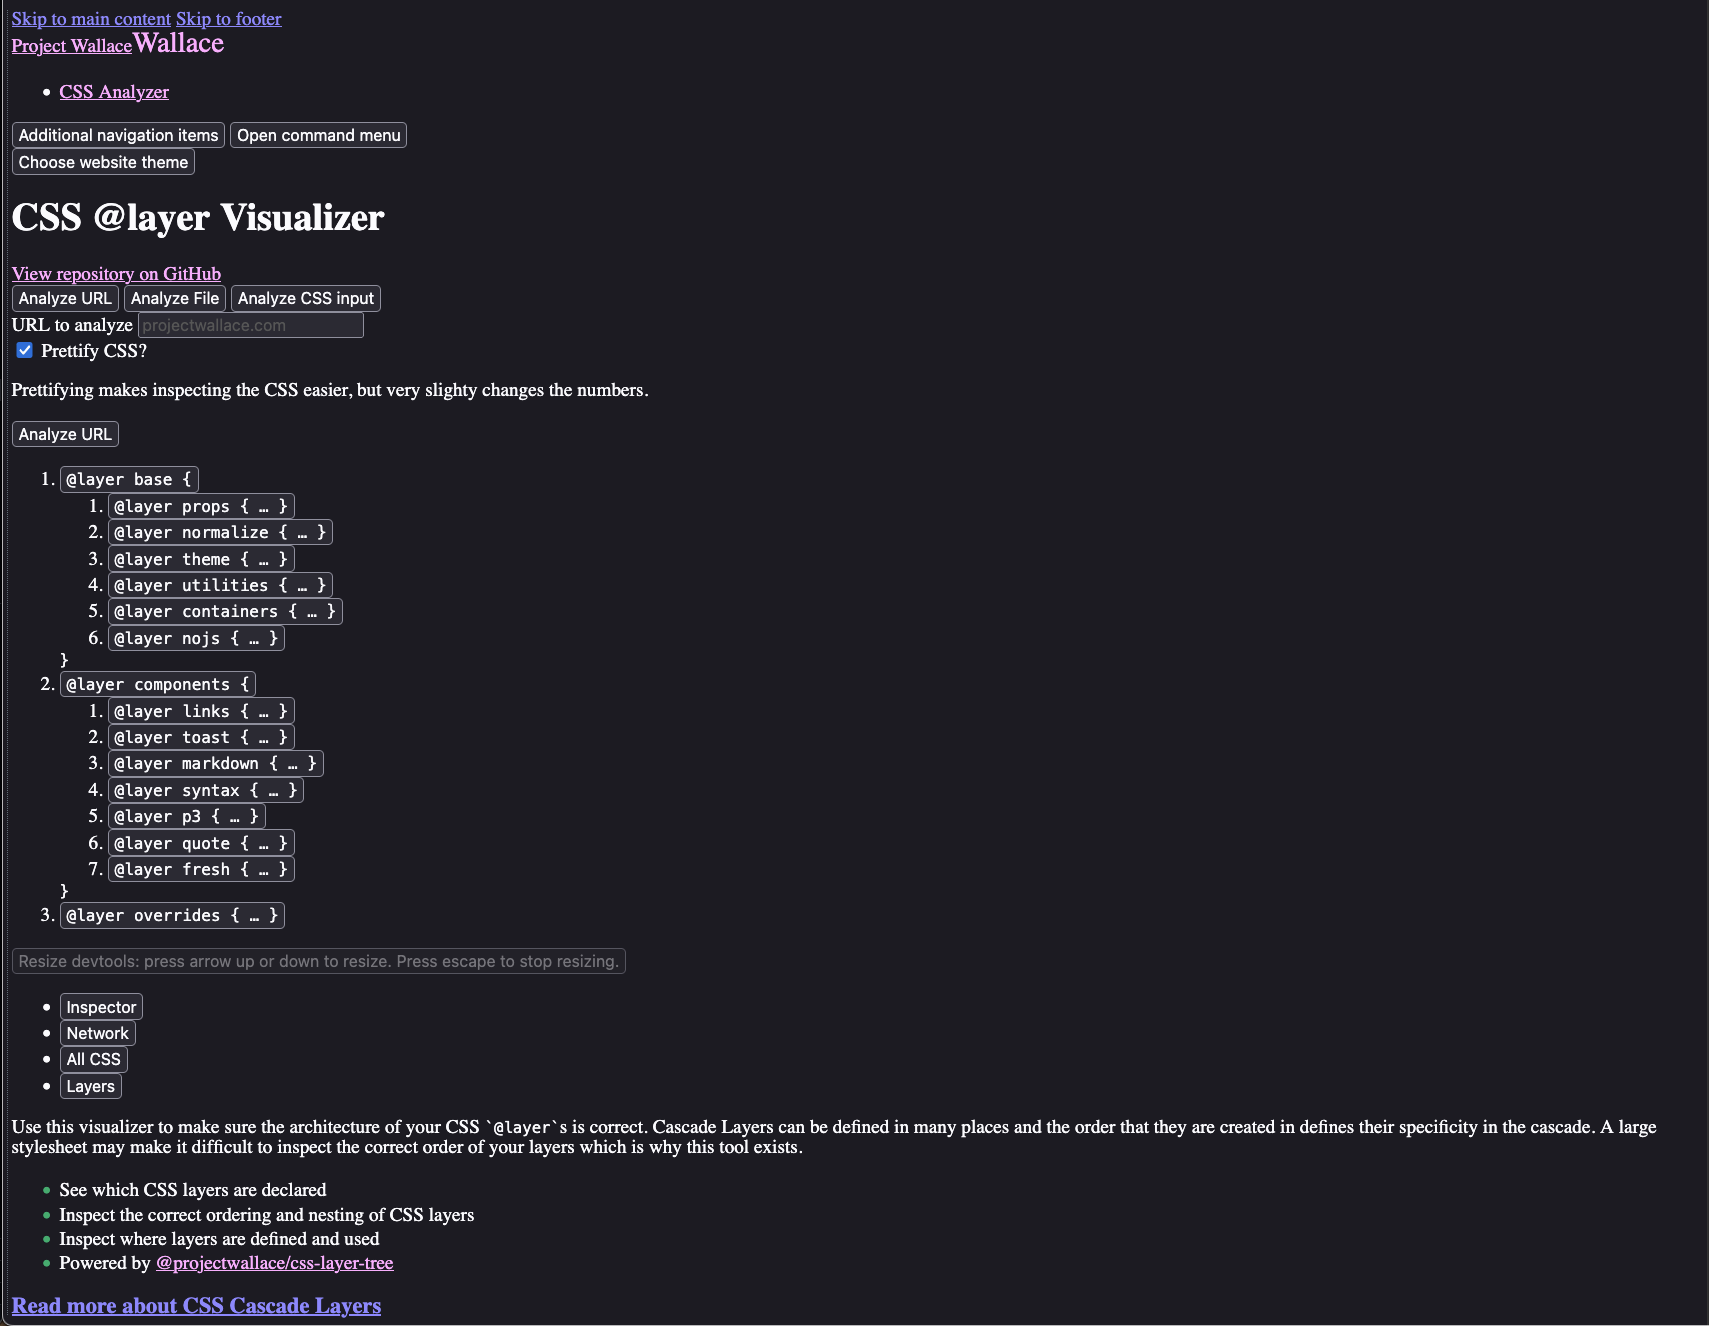 Skip to main content Skip to footer
Project WallaceWallace
• CSS Analyzer
Additional navigation items Open command menu
Choose website theme
CSS @layer Visualizer
View repository on GitHub
Analyze URL Analyze File Analyze CSS input
URL to analyze projectwallace.com
Prettify CSS?
Prettifying makes inspecting the CSS easier, but very slighty changes the numbers.
Analyze URL
1. @layer base {
1. @layer props { … }
2. @layer normalize { … }
3. @layer theme { … }
4. @layer utilities { … }
5. @layer containers { … }
6. @layer nojs { … }
}
2. @layer components {
1. @layer links { … }
2. @layer toast { … }
3. @layer markdown { … }
4. @layer syntax { … }
5. @layer p3 { … }
6. @layer quote { … }
7. @layer fresh { … }
}
3. @layer overrides { … }
Resize devtools: press arrow up or down to resize. Press escape to stop resizing.
• Inspector
• Network
• All CSS
• Layers
Use this visualizer to make sure the architecture of your CSS `@layer`s is correct. Cascade Layers can be defined in many places and the order that they are created in defines their specificity in the cascade. A large
stylesheet may make it difficult to inspect the correct order of your layers which is why this tool exists.
• See which CSS layers are declared
• Inspect the correct ordering and nesting of CSS layers
• Inspect where layers are defined and used
• Powered by @projectwallace/css-layer-tree
Read more about CSS Cascade Layers